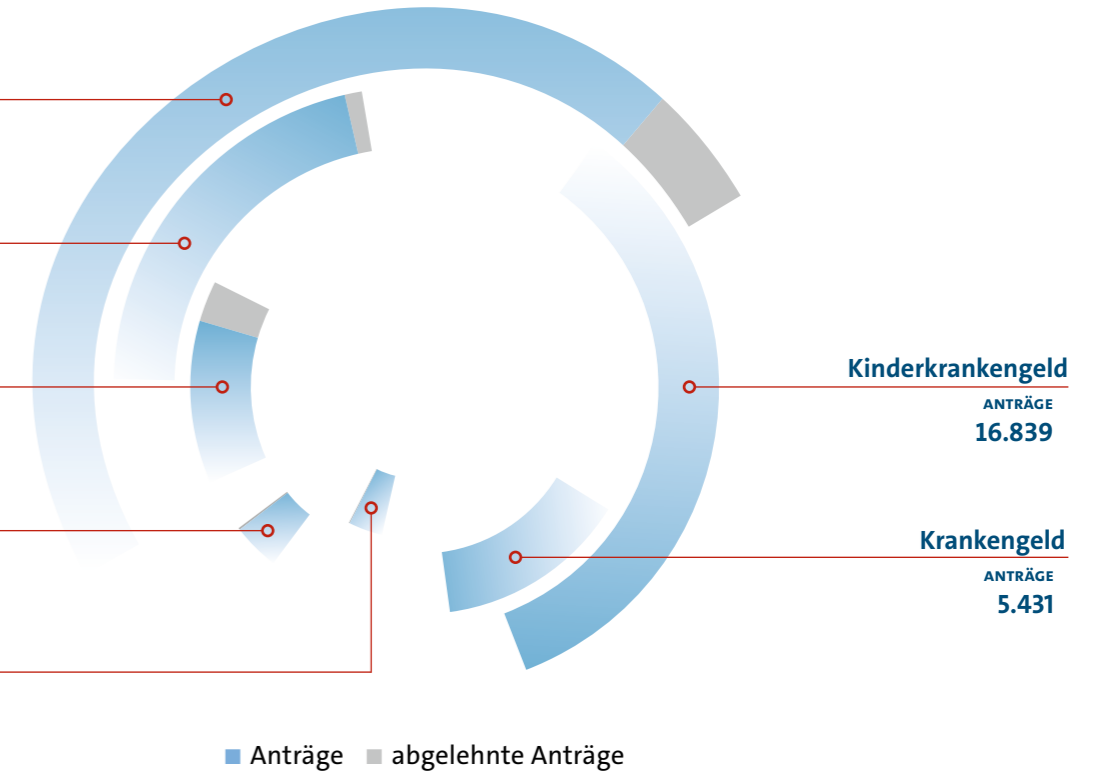 Kinderkrankengeld
ANTRÄGE
16.839
Krankengeld
ANTRÄGE
5.431
Anträge abgelehnte Anträge